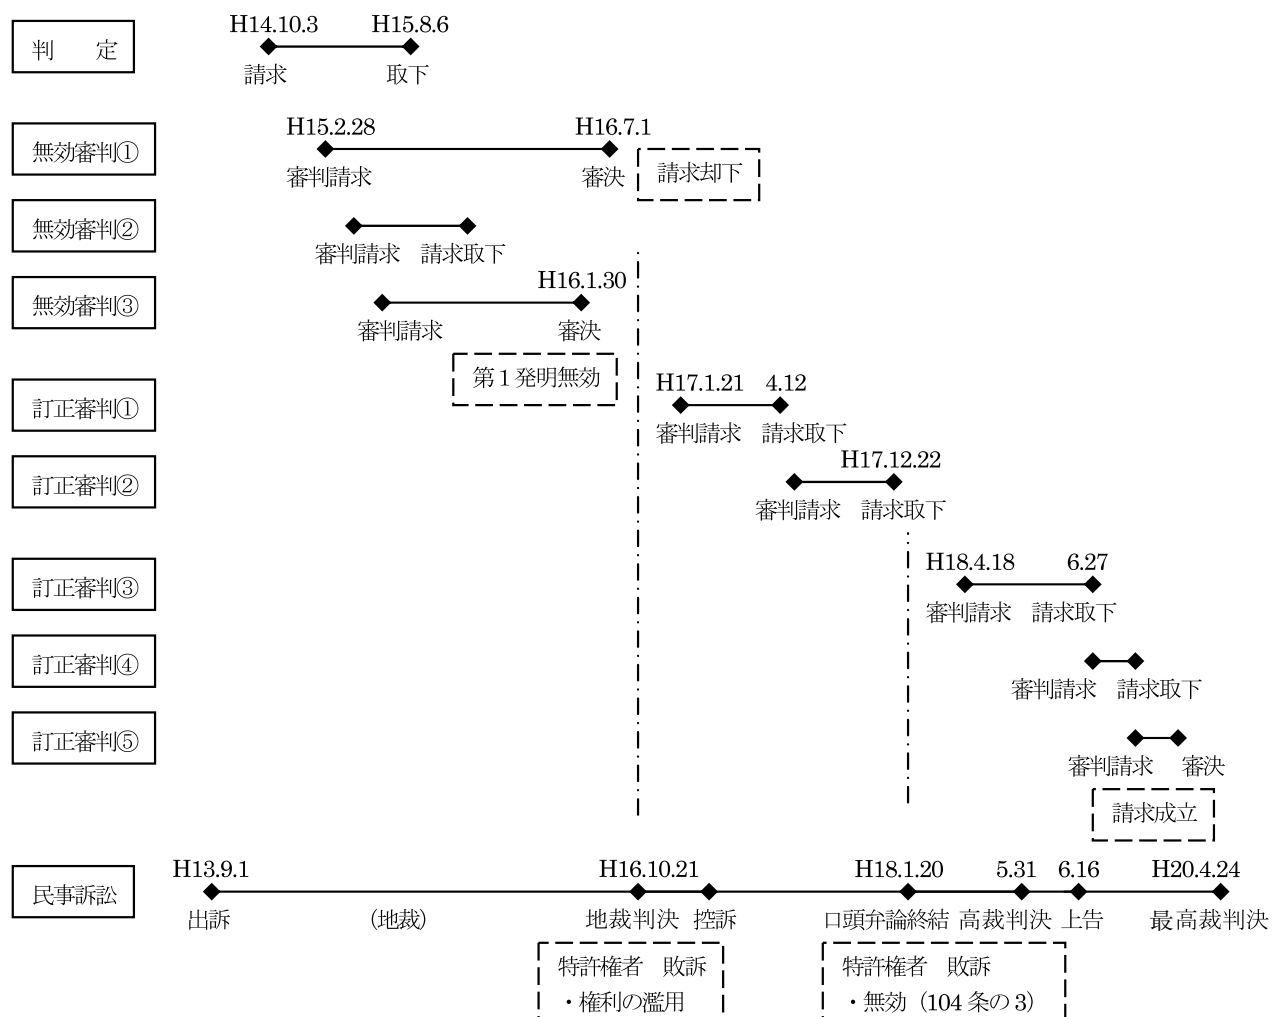 H14.10.3 H15.8.6
判 定
請求 取下
H15.2.28 H16.7.1
無効審判① 請求却下
審判請求 審決
無効審判②
審判請求 請求取下
H16.1.30
無効審判③
審判請求 審決
第1発明無効
H17.1.21 4.12
訂正審判①
審判請求 請求取下
H17.12.22
訂正審判②
審判請求 請求取下
H18.4.18 6.27
訂正審判③
審判請求 請求取下
訂正審判④
審判請求 請求取下
訂正審判⑤
審判請求 審決
請求成立
H13.9.1 H16.10.21 H18.1.20 5.31 6.16 H20.4.24
民事訴訟
出訴 (地裁) 地裁判決 控訴 口頭弁論終結 高裁判決 上告 最高裁判決
特許権者 敗訴 特許権者 敗訴
・権利の濫用 ・無効(104条の3)